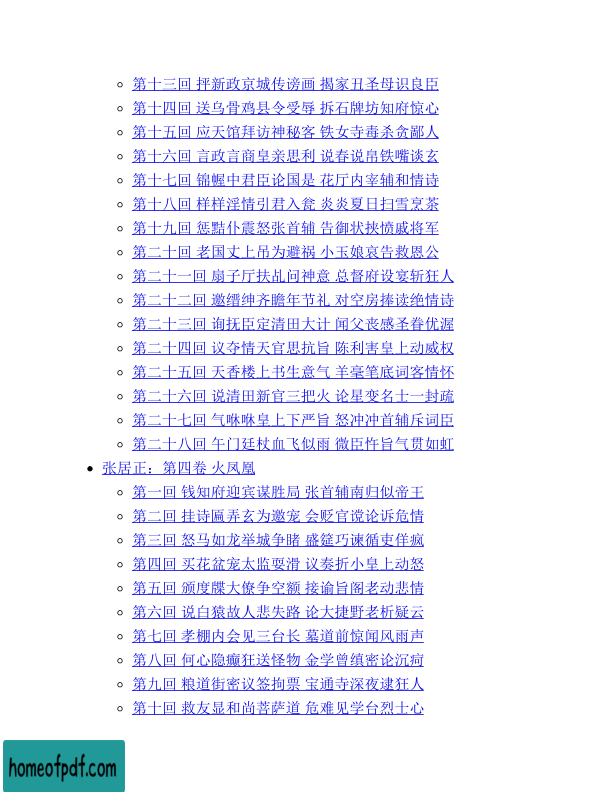 第十三回 抨新政京城传谤画 揭家丑圣母识良臣
第十四回 送乌骨鸡县令受辱 拆石牌坊知府惊心
第十五回 应天馆拜访神秘客 铁女寺毒杀贪鄙人
第十六回 言政言商皇亲思利 说春说帛铁嘴谈玄
第十七回 锦幄中君臣论国是 花厅内宰辅和情诗
第十八回 样样淫情引君入瓮 炎炎夏日扫雪烹茶
第十九回 惩黠仆震怒张首辅 告御状挟愤戚将军
第二十回 老国丈上吊为避祸 小玉娘哀告救恩公
第二十一回 扇子厅扶乩问神意 总督府设宴斩狂人
第二十二回 邀缙绅齐瞻年节礼 对空房捧读绝情诗
第二十三回 询抚臣定清田大计 闻父丧感圣眷优渥
第二十四回 议夺情天官思抗旨 陈利害皇上动威权
第二十五回 天香楼上书生意气 羊毫笔底词客情怀
第二十六回 说清田新官三把火 论星变名士一封疏
第二十七回 气咻咻皇上下严旨 怒冲冲首辅斥词臣
第二十八回 午门廷杖血飞似雨 微臣忤旨气贯如虹
张居正：第四卷 火凤凰
第一回 钱知府迎宾谋胜局 张首辅南归似帝王
第二回 挂诗匾弄玄为邀宠 会贬官谠论诉危情
第三回 怒马如龙举城争睹 盛筵巧谏循吏佯疯
第四回 买花盆宠太监耍滑 议奏折小皇上动怒
第五回 颁度牒大僚争空额 接谕旨阁老动悲情
第六回 说白猿故人悲失路 论大捷野老析疑云
第七回 孝棚内会见三台长 墓道前惊闻风雨声
第八回 何心隐癫狂送怪物 金学曾缜密论沉疴
第九回 粮道街密议签拘票 宝通寺深夜逮狂人
第十回 救友显和尚菩萨道 危难见学台烈士心
homeofpdf.com